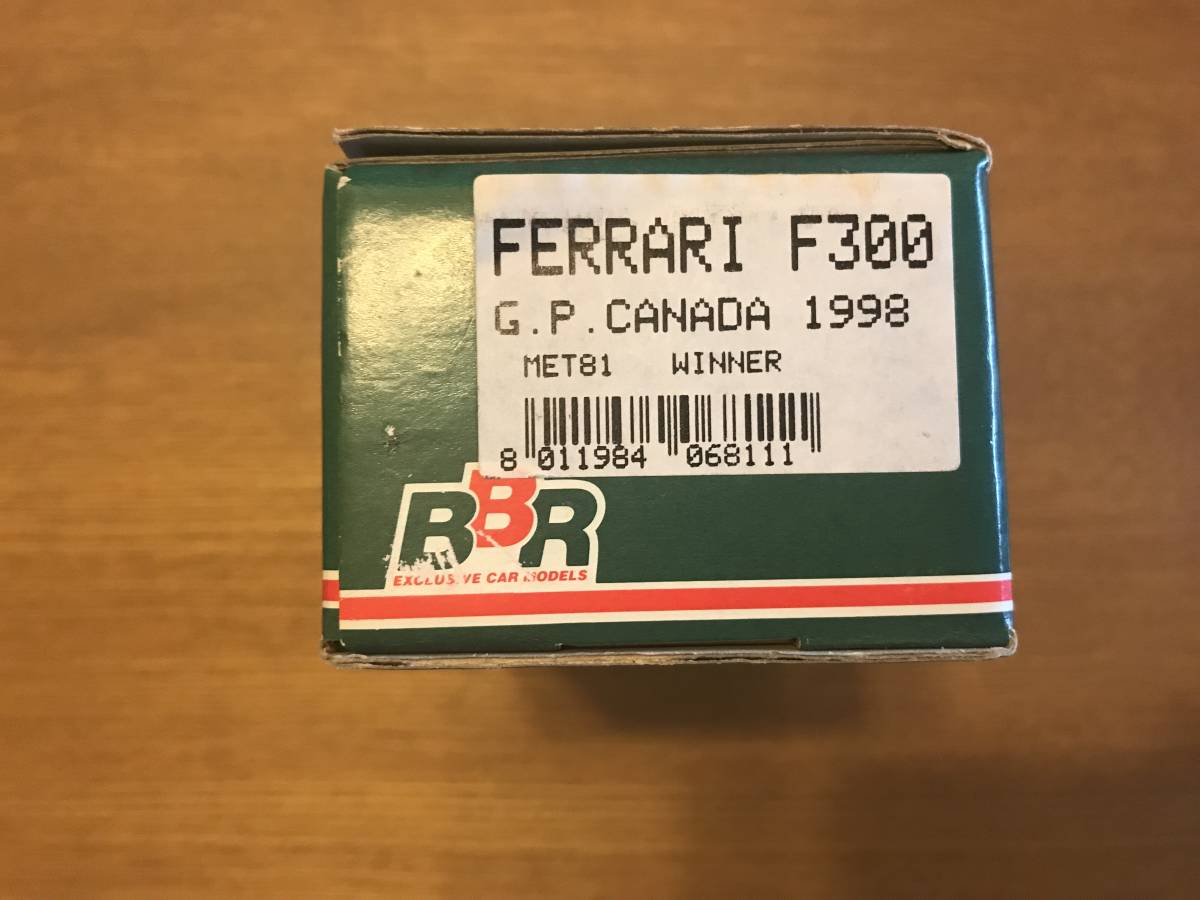 FERRARI F300
G.P.CANADA 1998
MET81 WINNER
8 011984 068111
BBR
EXCLUSIVE CAR MODELS